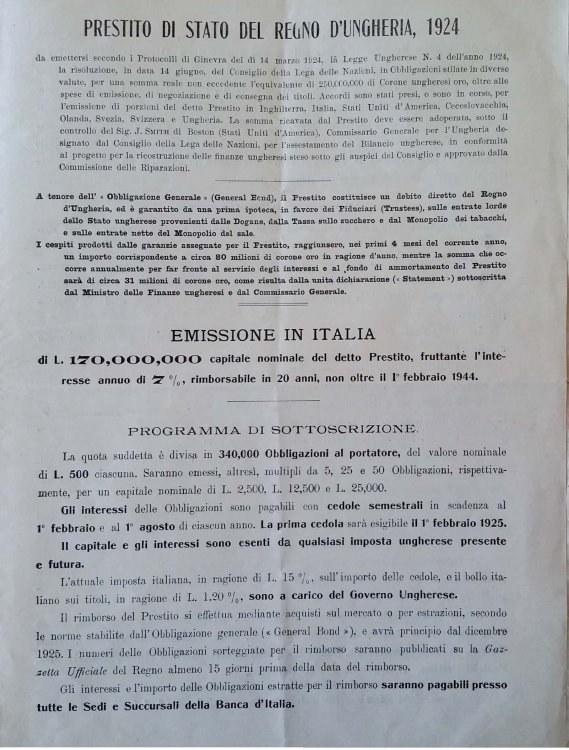 PRESTITO DI STATO DEL REGNO D'UNGHERIA, 1924
da emettersi secondo i Protocolli di Ginevra del dì 14 marzo 1924, la Legge Ungherese N. 4 dell'anno 1924,
la risoluzione, in data 14 giugno, del Consiglio della Lega delle Nazioni, in Obbligazioni stilate in diverse
valute, per una somma reale non eccedente l'equivalente di 250.000,000 di Corone ungheresi oro, oltre alle
spese di emissione, di negoziazione e di consegna dei titoli. Accordi sono stati presi, o sono in corso, per
l'emissione di porzioni del detto Prestito in Inghilterra, Italia, Stati Uniti d'America, Cecoslovacchia,
Olanda, Svezia, Svizzera e Ungheria. La somma ricavata dal Prestito deve essere adoperata, sotto il
controllo del Sig. J. SMITH di Boston (Stati Uniti d'America), Commissario Generale per l'Ungheria de-
signato dal Consiglio della Lega delle Nazioni, per l'assestamento del Bilancio ungherese, in conformità
al progetto per la ricostruzione delle finanze ungheresi steso sotto gli auspici del Consiglio e approvato dalla
Commissione delle Riparazioni.
A tenore dell' « Obbligazione Generale » (General Bond), il Prestito costituisce un debito diretto del Regno
d'Ungheria, ed è garantito da una prima ipoteca, in favore dei Fiduciari (Trustees), sulle entrate lorde
dello Stato ungherese provenienti dalle Dogane, dalla Tassa sullo zucchero e dal Monopolio dei tabacchi,
e sulle entrate nette del Monopolio del sale.
I cespiti prodotti dalle garanzie assegnate per il Prestito, raggiunsero, nei primi 4 mesi del corrente anno,
un importo corrispondente a circa 80 milioni di corone oro in ragione d'anno, mentre la somma che oc-
corre annualmente per far fronte al servizio degli interessi e al fondo di ammortamento del Prestito
sarà di circa 31 milioni di corone oro, come risulta dalla unita dichiarazione (« Statement ») sottoscritta
dal Ministro delle Finanze ungheresi e dal Commissario Generale.
EMISSIONE IN ITALIA
di L. 170,000,000 capitale nominale del detto Prestito, fruttante l'inte-
resse annuo di 7 %, rimborsabile in 20 anni, non oltre il 1° febbraio 1944.
PROGRAMMA DI SOTTOSCRIZIONE.
La quota suddetta è divisa in 340,000 Obbligazioni al portatore, del valore nominale
di L. 500 ciascuna. Saranno emessi, altresì, multipli da 5, 25 e 50 Obbligazioni, rispettiva-
mente, per un capitale nominale di L. 2,500, L. 12,500 e L. 25,000.
Gli interessi delle Obbligazioni sono pagabili con cedole semestrali in scadenza al
1° febbraio e al 1° agosto di ciascun anno. La prima cedola sarà esigibile il 1° febbraio 1925.
Il capitale e gli interessi sono esenti da qualsiasi imposta ungherese presente
e futura.
L'attuale imposta italiana, in ragione di L. 15 %, sull'importo delle cedole, e il bollo ita-
liano sui titoli, in ragione di L. 1,20 %, sono a carico del Governo Ungherese.
Il rimborso del Prestito si effettua mediante acquisti sul mercato o per estrazioni, secondo
le norme stabilite dall'Obbligazione generale (« General Bond »), e avrà principio dal dicembre
1925. I numeri delle Obbligazioni sorteggiate per il rimborso saranno pubblicati su la Gaz-
zetta Ufficiale del Regno almeno 15 giorni prima della data del rimborso.
Gli interessi e l'importo delle Obbligazioni estratte per il rimborso saranno pagabili presso
tutte le Sedi e Succursali della Banca d'Italia.